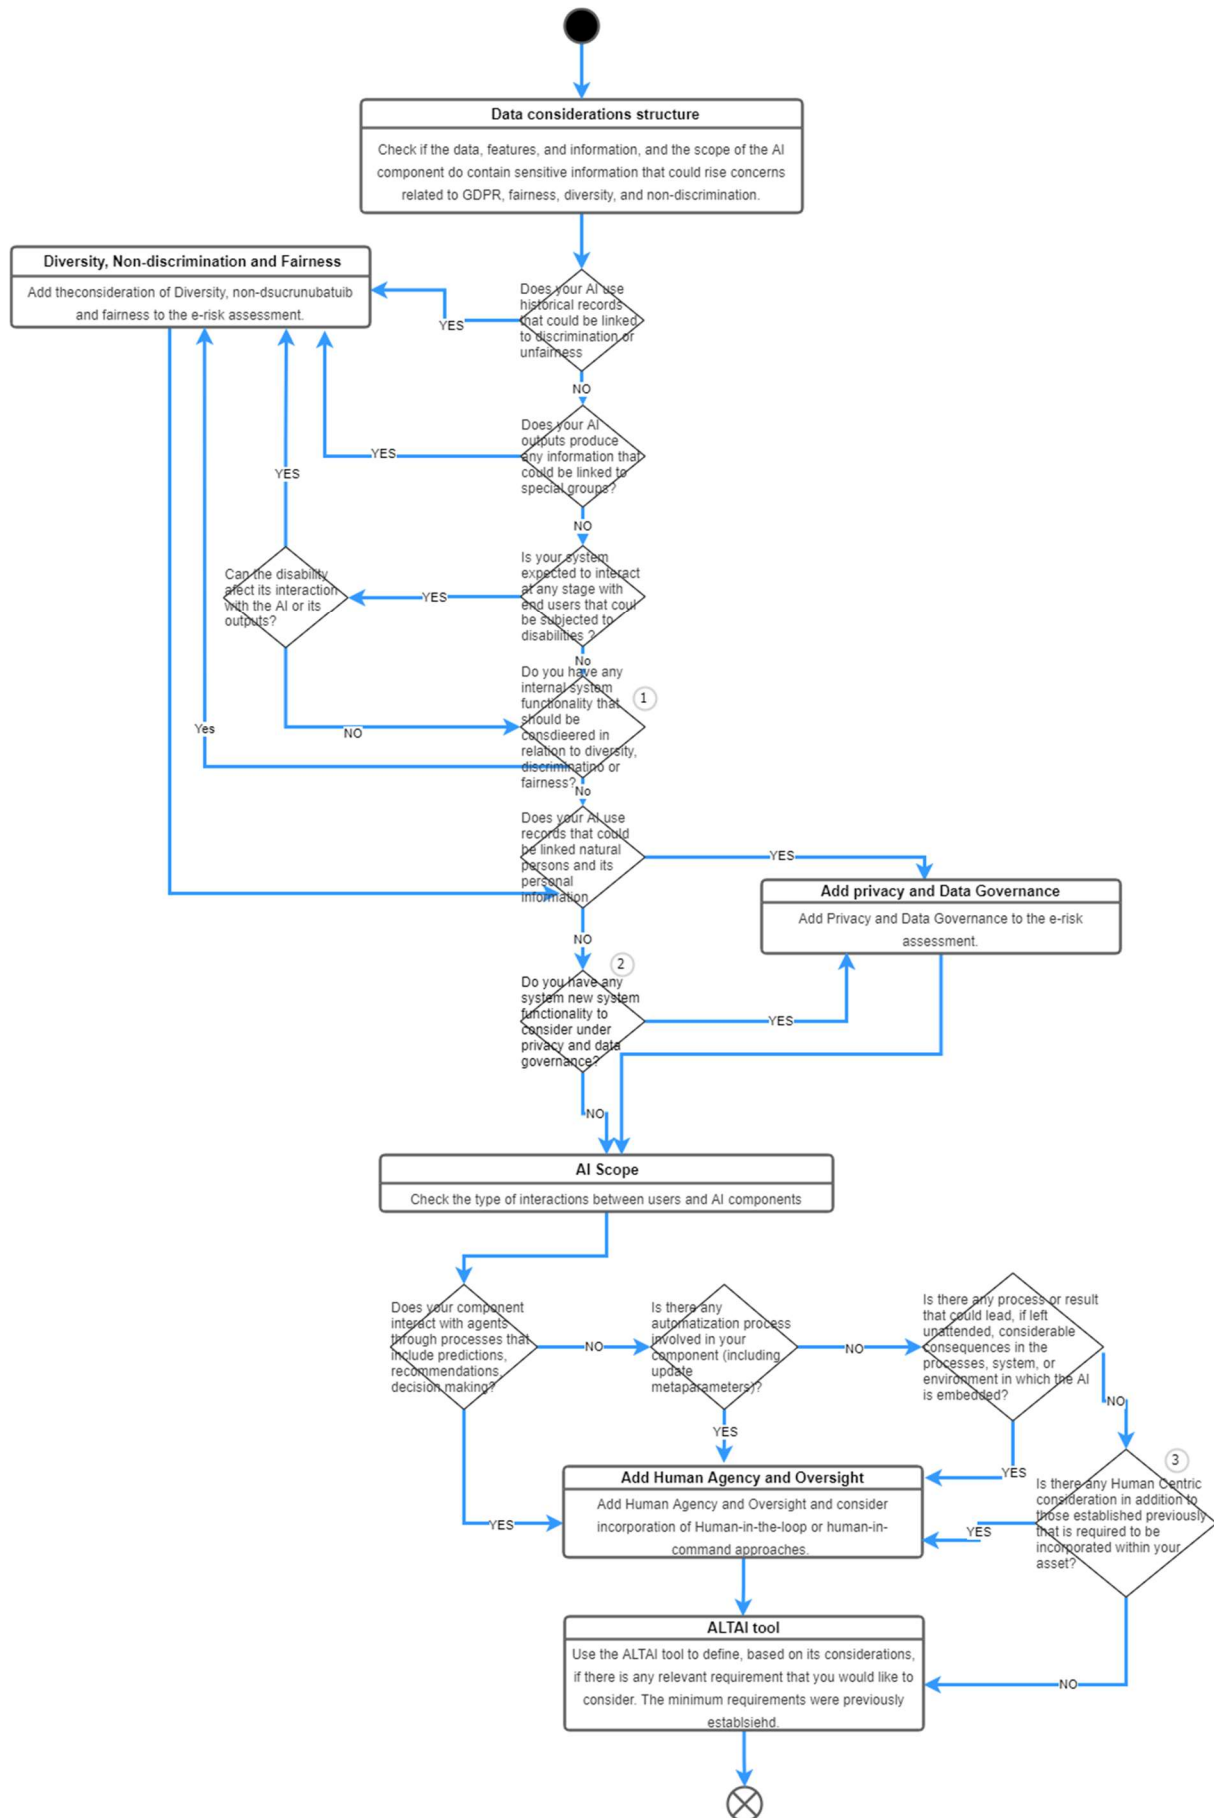 Data considerations structure
Check if the data, features, and information, and the scope of the AI
component do contain sensitive information that could rise concerns
related to GDPR, fairness, diversity, and non-discrimination.
Diversity, Non-discrimination and Fairness
Add theconsideration of Diversity, non-dsucrunubatuib
and fairness to the e-risk assessment.
Does your AI use
historical records
that could be linked
to discrimination or
unfairness
YES
NO
Does your AI
outputs produce
any information that
could be linked to
special groups?
YES
NO
YES
Is your system
expected to interact
at any stage with
end users that coul
be subjected to
disabilities ?
YES
Can the disability
afect its interaction
with the AI or its
outputs?
No
Do you have any
internal system
functionality that
should be
consdieered in
relation to diversity,
discriminatino or
fairness?
1
Yes
NO
No
Does your AI use
records that could
be linked natural
persons and its
personal
information
YES
Add privacy and Data Governance
Add Privacy and Data Governance to the e-risk
assessment.
NO
2
Do you have any
system new system
functionality to
consider under
privacy and data
governance?
YES
NO
AI Scope
Check the type of interactions between users and AI components
Does your component
interact with agents
through processes that
include predictions,
recommendations,
decision making?
NO
Is there any
automatization process
involved in your
component (including
update
metaparameters)?
NO
Is there any process or result
that could lead, if left
unattended, considerable
consequences in the
processes, system, or
environment in which the AI
is embedded?
NO
YES
YES
3
Is there any Human Centric
consideration in addition to
those established previously
that is required to be
incorporated within your
asset?
Add Human Agency and Oversight
Add Human Agency and Oversight and consider
incorporation of Human-in-the-loop or human-in-
command approaches.
YES
YES
ALTAI tool
Use the ALTAI tool to define, based on its considerations,
if there is any relevant requirement that you would like to
consider. The minimum requirements were previously
establsiehd.
NO